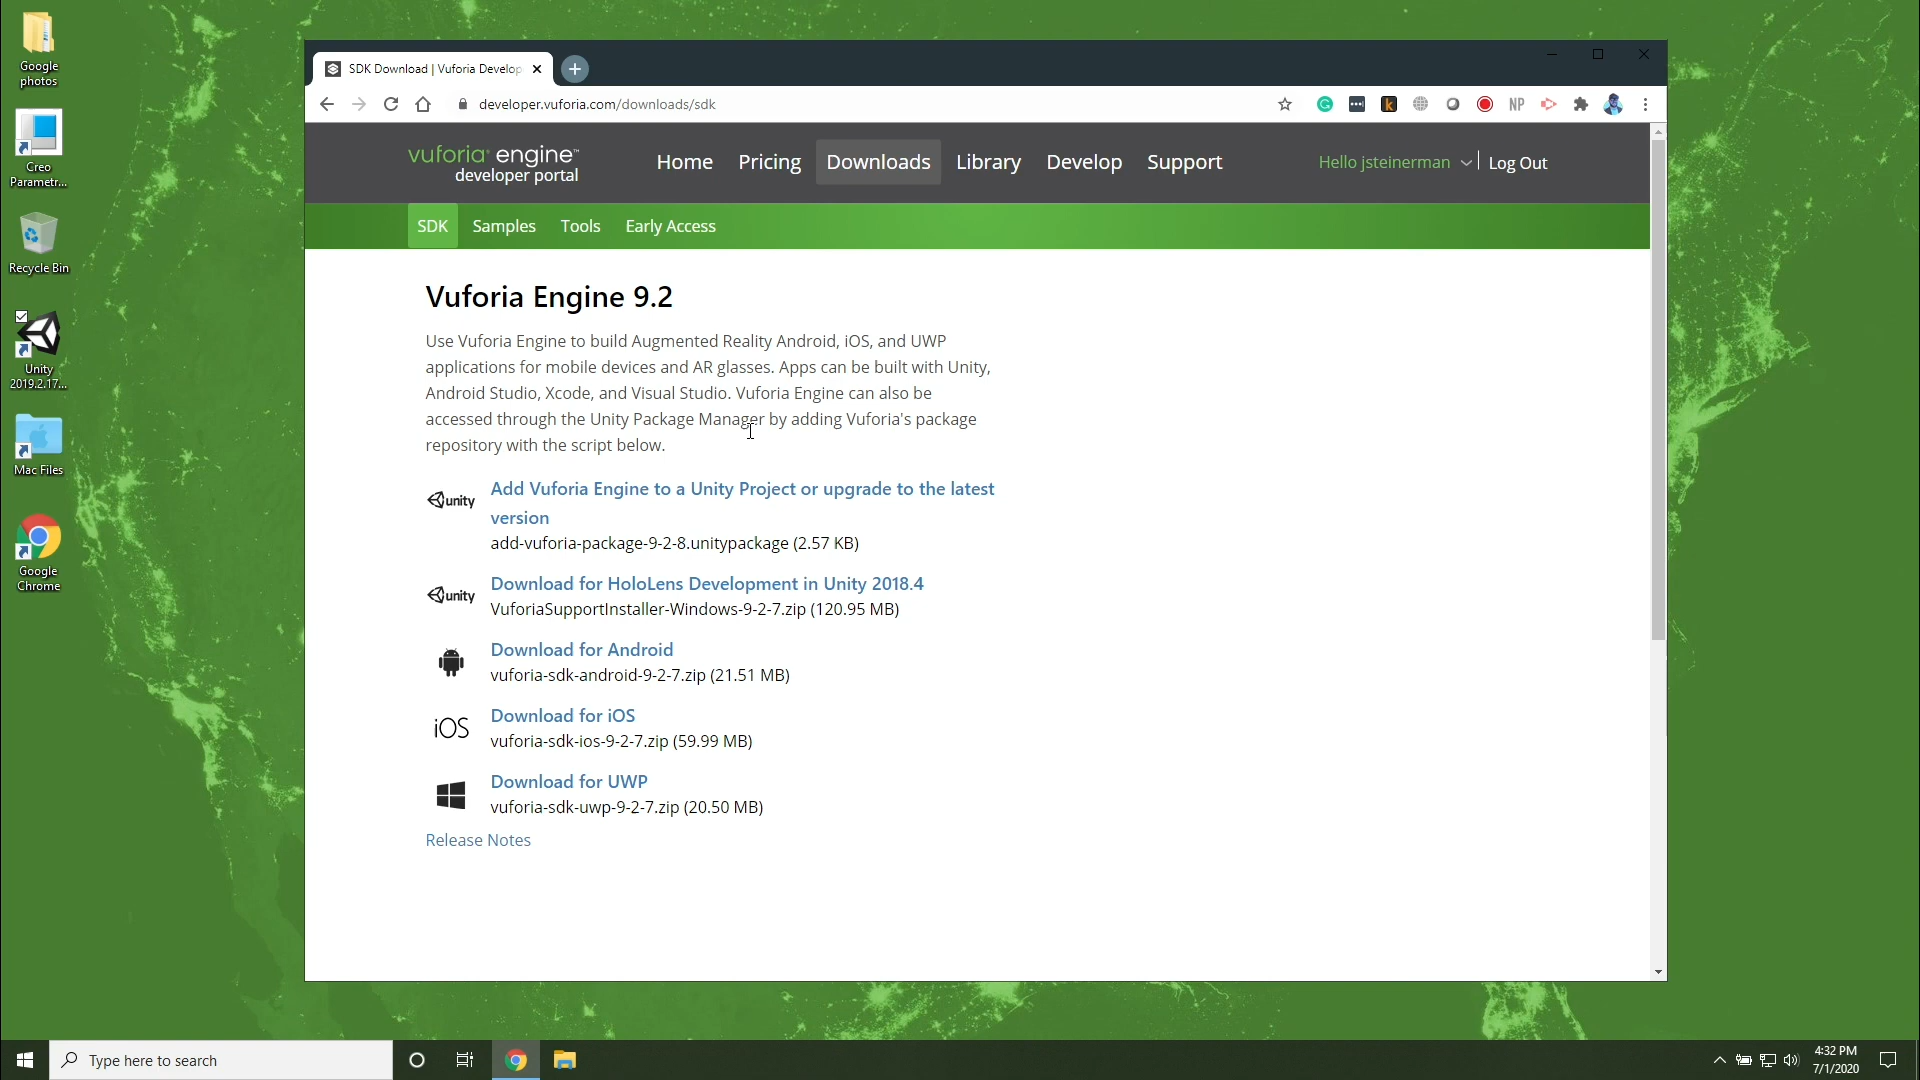 Google
photos
Creo
Parametr...
Recycle Bin
Unity
2019.2.17...
Mac Files
Google
Chrome
SDK Download | Vuforia Develop
developer.vuforia.com/downloads/sdk
NP
vuforia® engine™
developer portal
Home Pricing Downloads Library Develop Support
Hello jsteinerman Log Out
SDK Samples Tools Early Access
Vuforia Engine 9.2
Use Vuforia Engine to build Augmented Reality Android, iOS, and UWP
applications for mobile devices and AR glasses. Apps can be built with Unity,
Android Studio, Xcode, and Visual Studio. Vuforia Engine can also be
accessed through the Unity Package Manager by adding Vuforia's package
repository with the script below.
unity
Add Vuforia Engine to a Unity Project or upgrade to the latest
version
add-vuforia-package-9-2-8.unitypackage (2.57 KB)
unity
Download for HoloLens Development in Unity 2018.4
VuforiaSupportInstaller-Windows-9-2-7.zip (120.95 MB)
Download for Android
vuforia-sdk-android-9-2-7.zip (21.51 MB)
iOS
Download for iOS
vuforia-sdk-ios-9-2-7.zip (59.99 MB)
Download for UWP
vuforia-sdk-uwp-9-2-7.zip (20.50 MB)
Release Notes
Type here to search
4:32 PM
7/1/2020